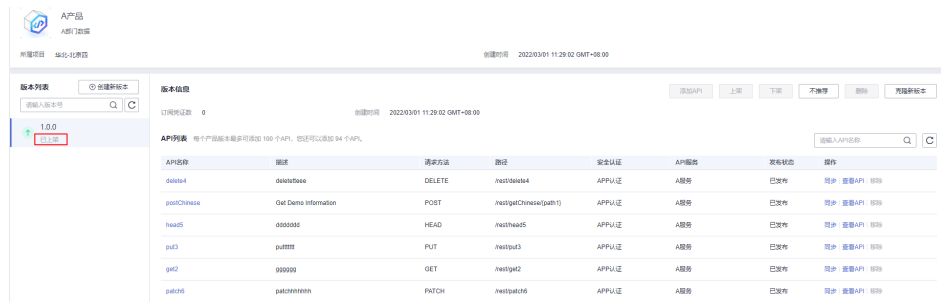 A产品
A部门数据
所属项目 华北-北京四 创建时间 2022/03/01 11:29:02 GMT+08:00
版本列表 创建新版本
请输入版本号
1.0.0
已上架
版本信息 添加API 上架 下架 不推荐 删除 克隆新版本
订阅凭证数 0 创建时间 2022/03/01 11:29:02 GMT+08:00
API列表 每个产品版本最多可添加 100 个API，您还可以添加 94 个API。 请输入API名称
API名称 描述 请求方法 路径 安全认证 API服务 发布状态 操作
delete4 deletetteee DELETE /rest/delete4 APP认证 A服务 已发布 同步 查看API 移除
postChinese Get Demo Information POST /rest/getChinese/{path1} APP认证 A服务 已发布 同步 查看API 移除
head5 ddddddd HEAD /rest/head5 APP认证 A服务 已发布 同步 查看API 移除
put3 PUT /rest/put3 APP认证 A服务 已发布 同步 查看API 移除
get2 gggggg GET /rest/get2 APP认证 A服务 已发布 同步 查看API 移除
patch6 patchhhhhhh PATCH /rest/patch6 APP认证 A服务 已发布 同步 查看API 移除